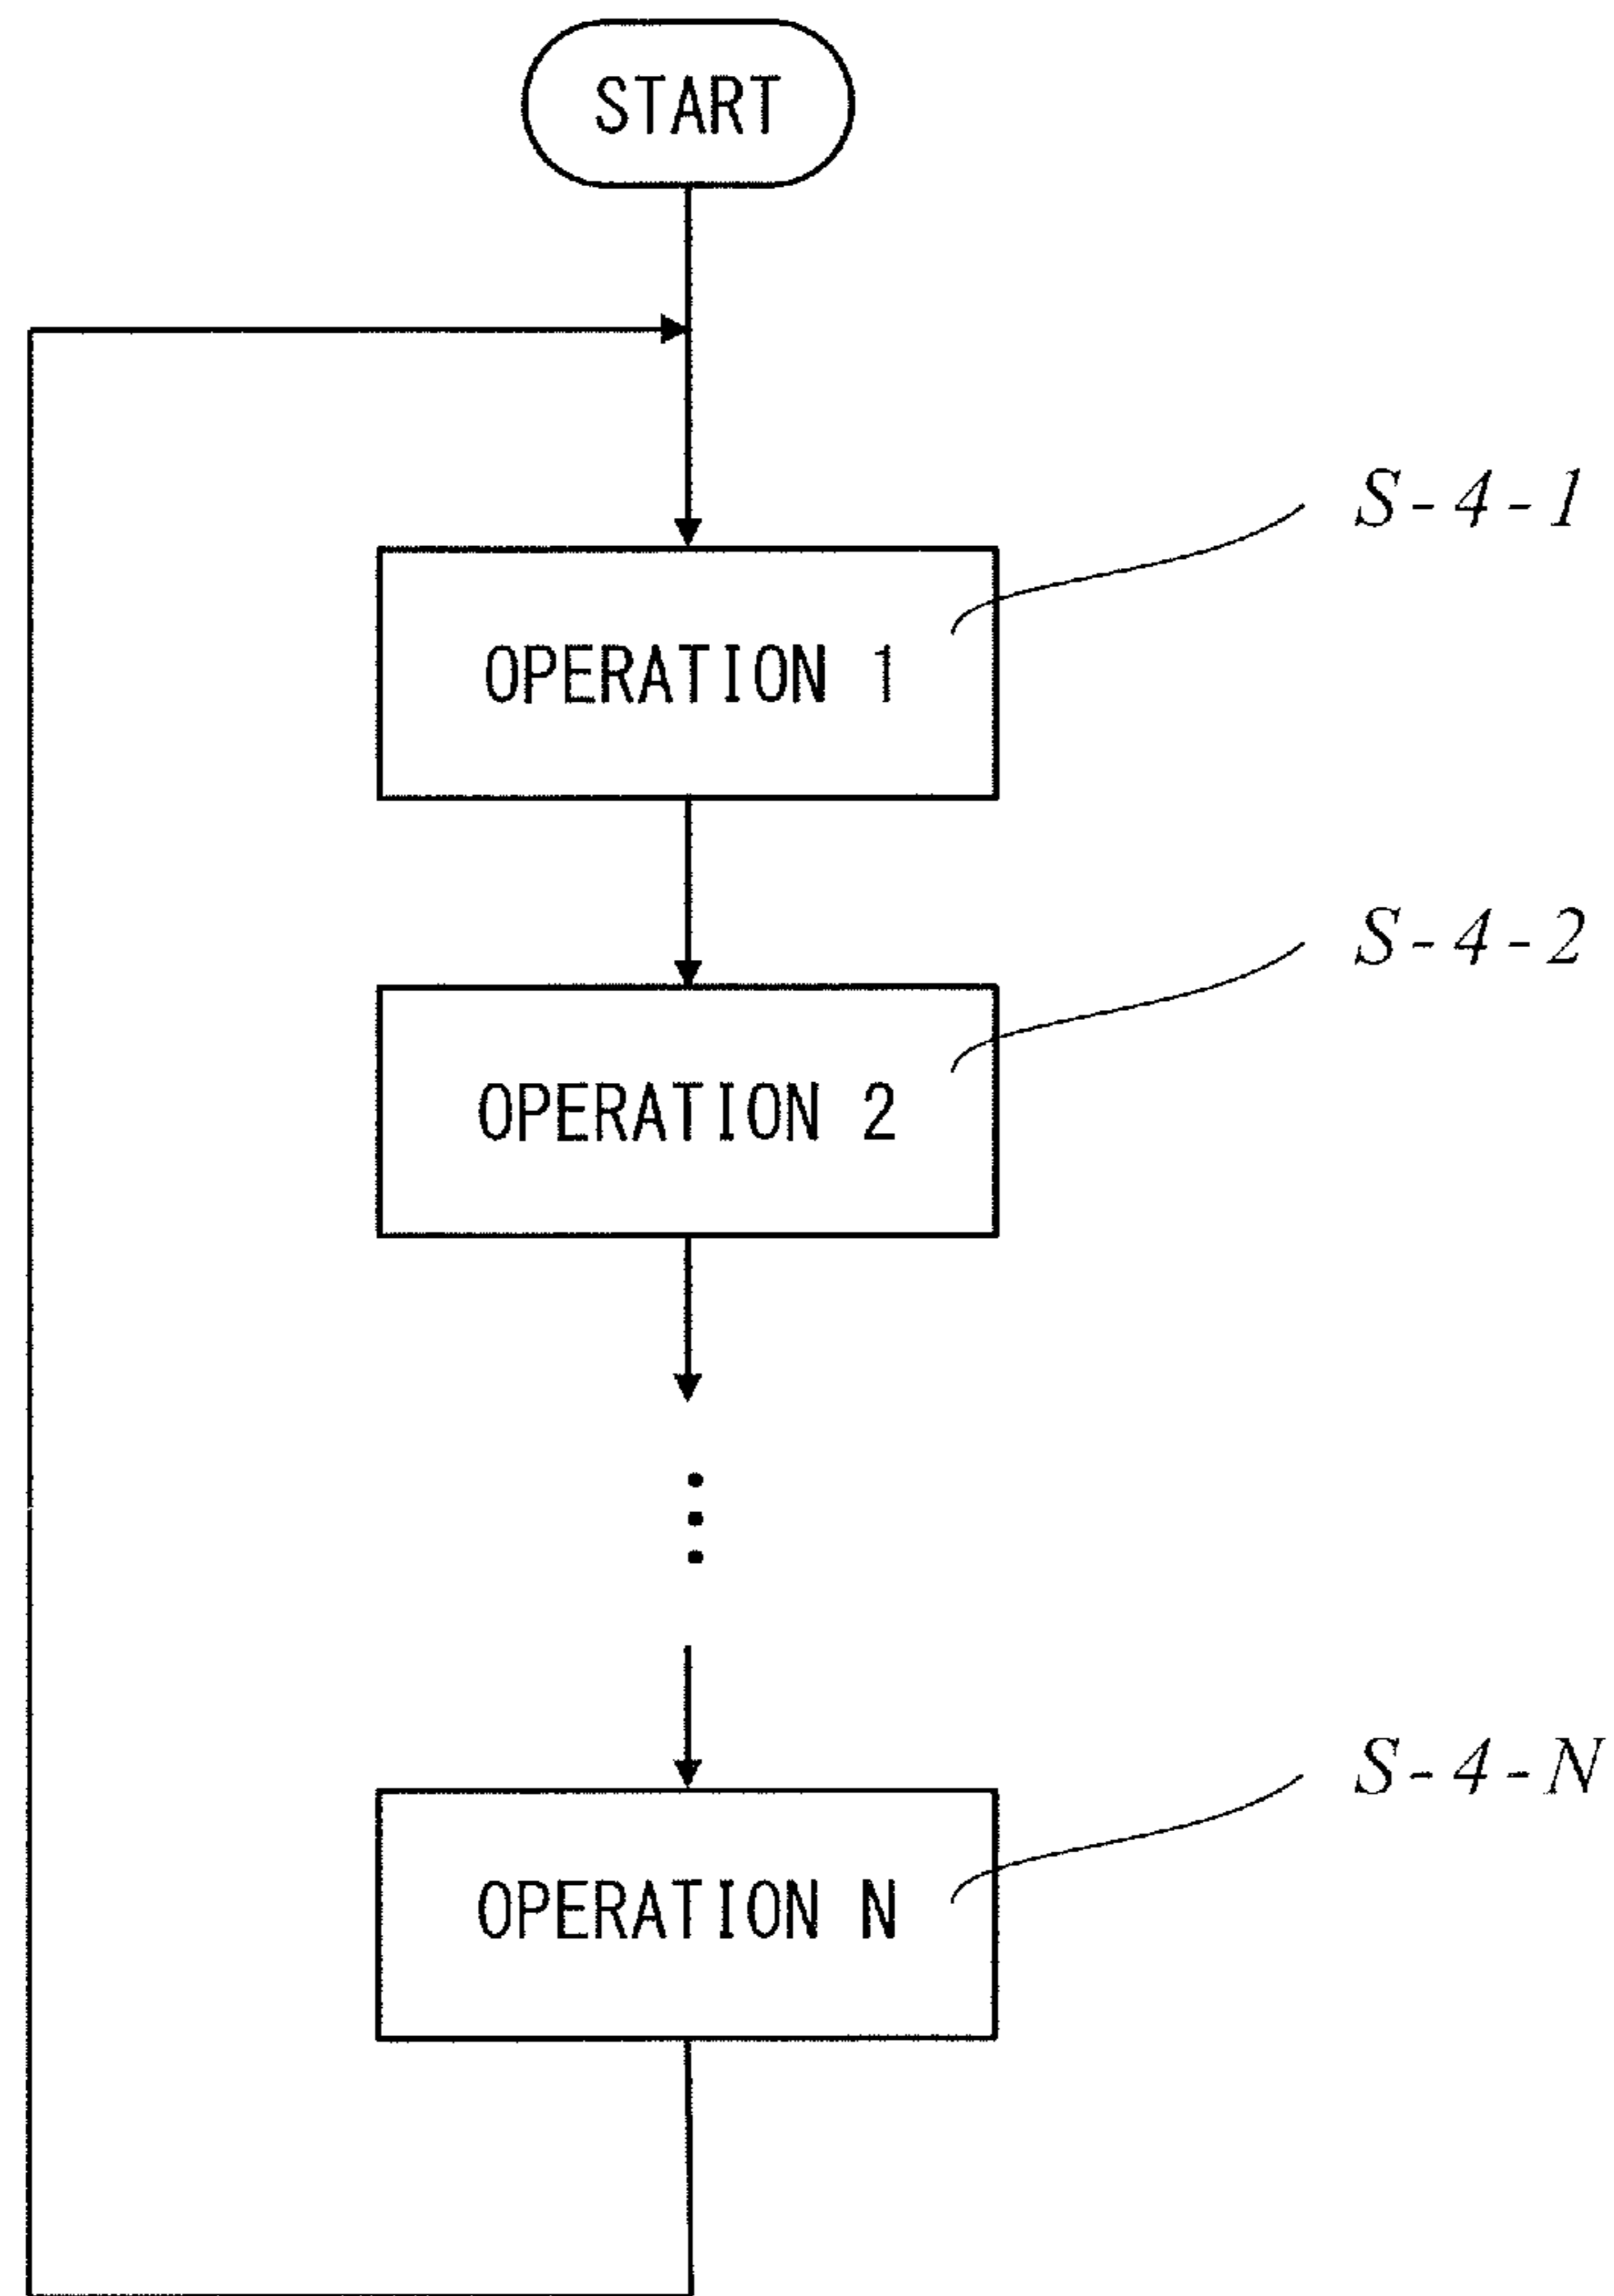 START
S-4-1
OPERATION 1
S-4-2
OPERATION 2
S-4-N
OPERATION N